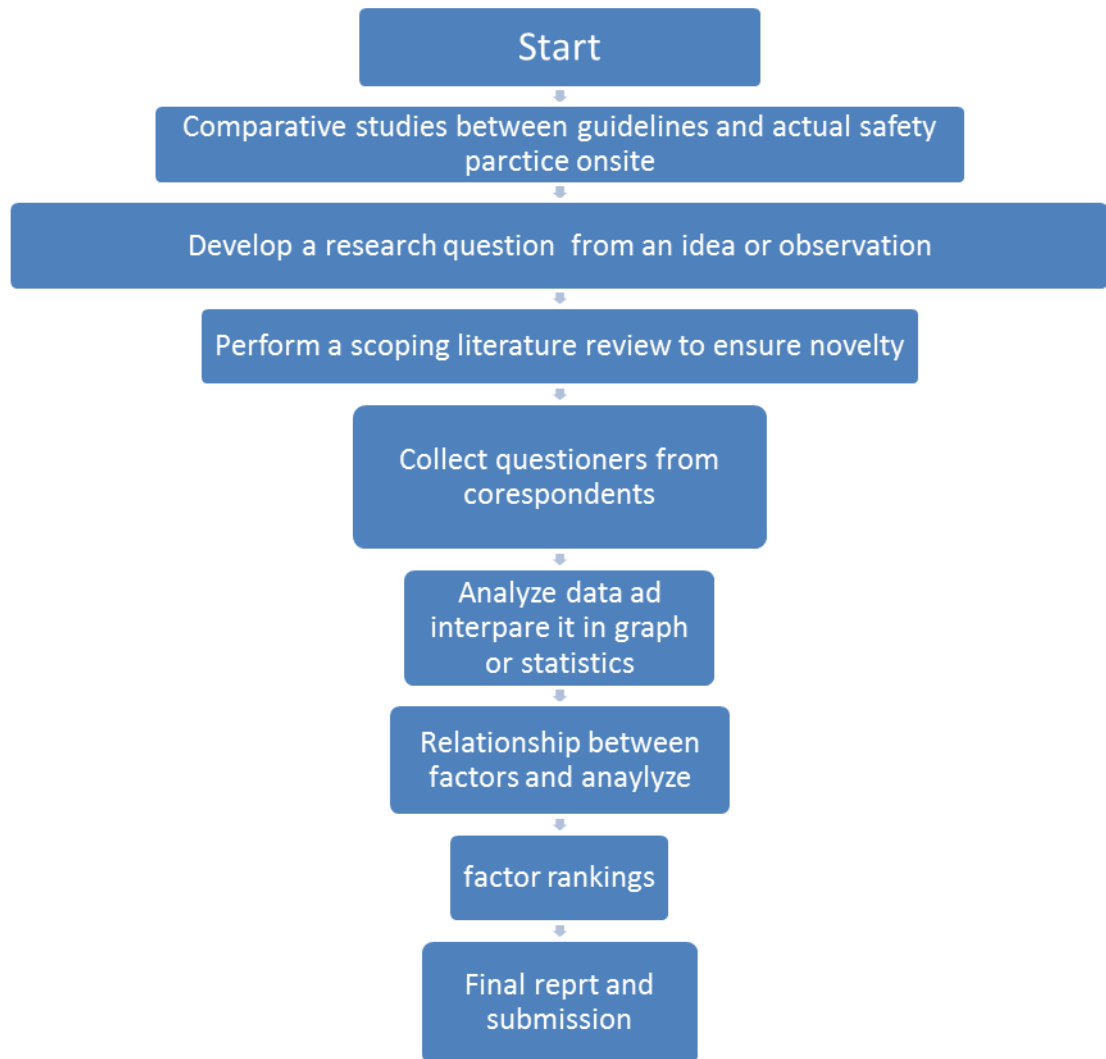 Start
Comparative studies between guidelines and actual safety
parctice onsite
Develop a research question from an idea or observation
Perform a scoping literature review to ensure novelty
Collect questioners from
corespondents
Analyze data ad
interpare it in graph
or statistics
Relationship between
factors and anaylyze
factor rankings
Final reprt and
submission